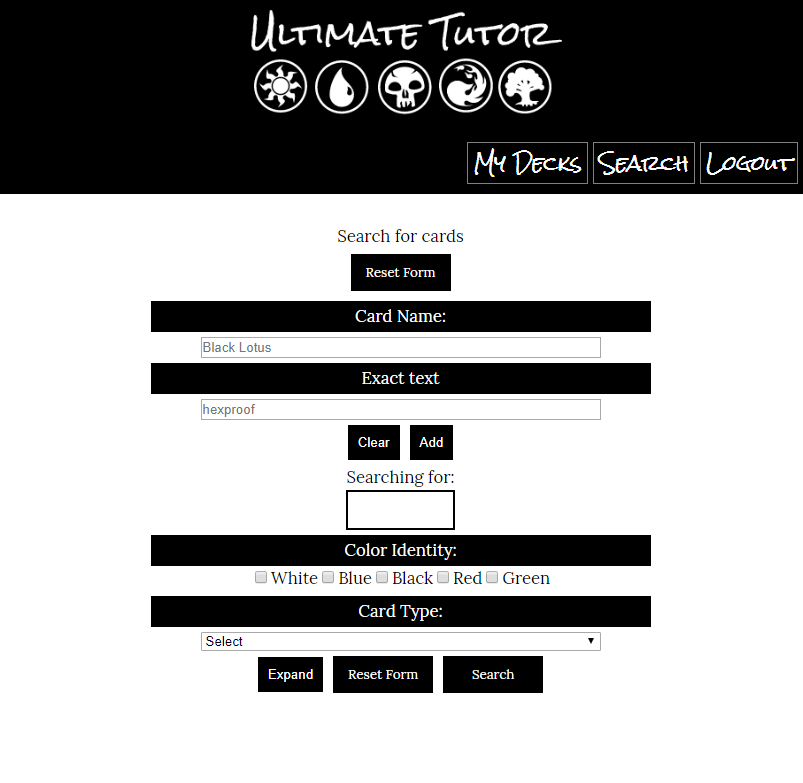 Ultimate Tutor
My Decks Search Logout
Search for cards
Reset Form
Card Name:
Black Lotus
Exact text
hexproof
Clear Add
Searching for:
Color Identity:
White Blue Black Red Green
Card Type:
Select
Expand Reset Form Search